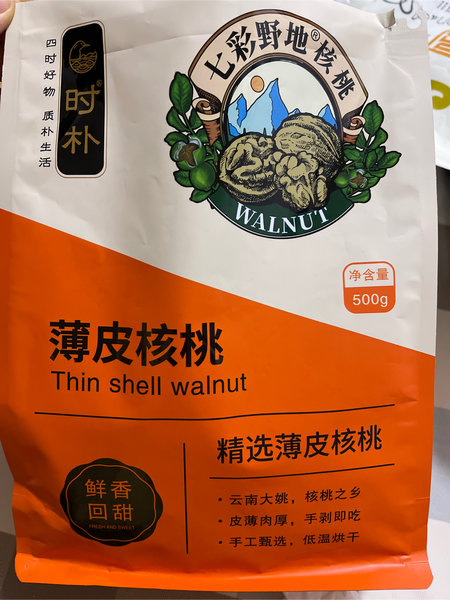 四时好物 质朴生活
时朴®
七彩野地®核桃
WALNUT
净含量
500g
薄皮核桃
Thin shell walnut
精选薄皮核桃
鲜香
回甜
FRESH AND SWEET
· 云南大姚，核桃之乡
· 皮薄肉厚，手剥即吃
· 手工甄选，低温烘干